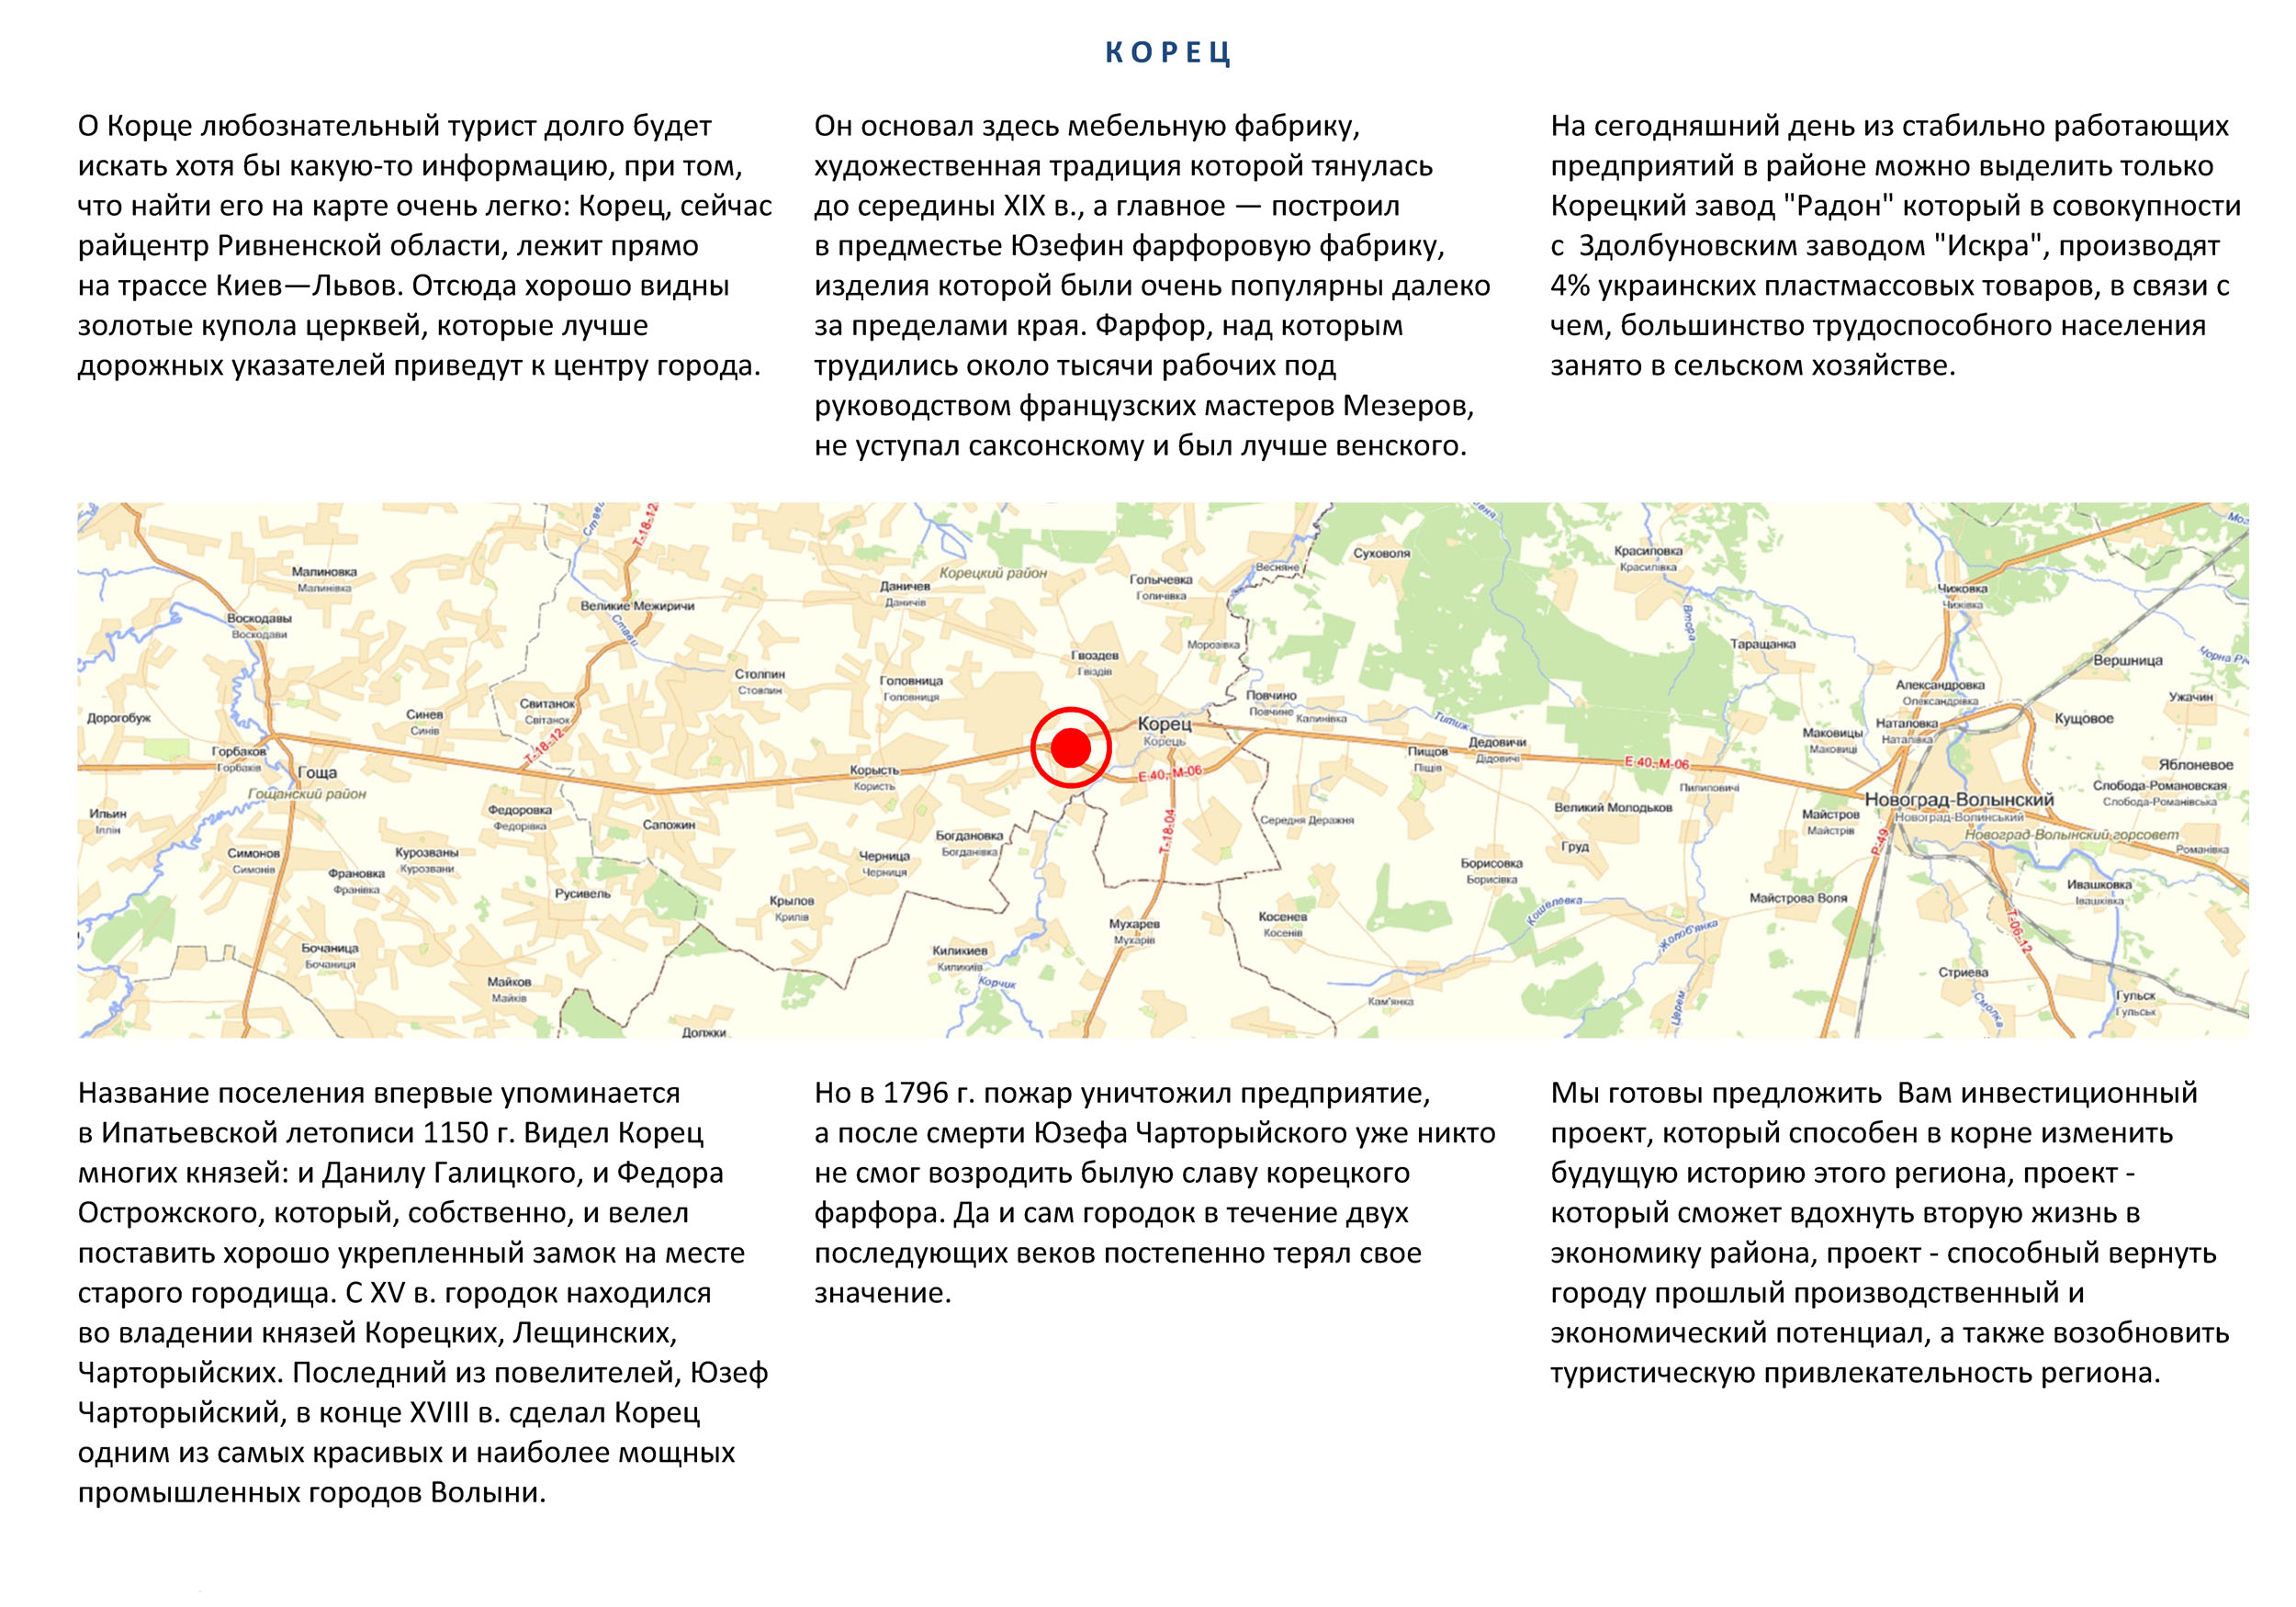 КОРЕЦ
О Корце любознательный турист долго будет
искать хотя бы какую-то информацию, при том,
что найти его на карте очень легко: Корец, сейчас
райцентр Ривненской области, лежит прямо
на трассе Киев—Львов. Отсюда хорошо видны
золотые купола церквей, которые лучше
дорожных указателей приведут к центру города.
Он основал здесь мебельную фабрику,
художественная традиция которой тянулась
до середины XIX в., а главное — построил
в предместье Юзефин фарфоровую фабрику,
изделия которой были очень популярны далеко
за пределами края. Фарфор, над которым
трудились около тысячи рабочих под
руководством французских мастеров Мезеров,
не уступал саксонскому и был лучше венского.
На сегодняшний день из стабильно работающих
предприятий в районе можно выделить только
Корецкий завод "Радон" который в совокупности
с  Здолбуновским заводом "Искра", производят
4% украинских пластмассовых товаров, в связи с
чем, большинство трудоспособного населения
занято в сельском хозяйстве.
Т-18-12
Малиновка
Малинівка
Корецкий район
Даничев
Даничів
Голычевка
Голичівка
Весняне
Суховоля
Красиловка
Красилівка
Чижовка
Чижівка
Восходавы
Воскодави
Великие Межиричи
Стави
Втора
Морозівка
Таращанка
Гвоздев
Гвіздів
Вершница
Столпин
Стовпин
Головница
Головниця
Повчино
Повчине
Калинівка
Титиж
Александровка
Олександрівка
Ужачин
Дорогобуж
Синев
Синів
Свитанок
Світанок
Т-18-12
Корец
Корець
Наталовка
Наталівка
Кущовое
Горбаков
Горбаків
Гоща
Гощанский район
Корысть
Користь
Е 40, М-06
Пищов
Пищів
Дедовичи
Дідовичі
Е 40, М-06
Маковицы
Маковиці
Яблоневое
Пилиповичі
Слобода-Романовская
Слобода-Романівська
Ильин
Іллін
Федоровка
Федорівка
Сапожин
Т-18-04
Середня Деражня
Великий Молодьков
Новоград-Волынский
Новоград-Волинський
Майстров
Майстрів
Новоград-Волынский горсовет
Р-49
Романівка
Богдановка
Богданівка
Симонов
Симонів
Курозваны
Курозвани
Франовка
Франівка
Черница
Черниця
Груд
Борисовка
Борисівка
Русивель
Крылов
Крилів
Кошелевка
Майстрова Воля
Ивашковка
Івашківка
Мухарев
Мухарів
Косенев
Косенів
Жолоб'янка
Т-06-12
Бочаница
Бочаниця
Киликиев
Киликиїв
Корчик
Майков
Майків
Кам'янка
Церем
Стриева
Смолка
Гульск
Гульськ
Должки
Название поселения впервые упоминается
в Ипатьевской летописи 1150 г. Видел Корец
многих князей: и Данилу Галицкого, и Федора
Острожского, который, собственно, и велел
поставить хорошо укрепленный замок на месте
старого городища. С XV в. городок находился
во владении князей Корецких, Лещинских,
Чарторыйских. Последний из повелителей, Юзеф
Чарторыйский, в конце XVIII в. сделал Корец
одним из самых красивых и наиболее мощных
промышленных городов Волыни.
Но в 1796 г. пожар уничтожил предприятие,
а после смерти Юзефа Чарторыйского уже никто
не смог возродить былую славу корецкого
фарфора. Да и сам городок в течение двух
последующих веков постепенно терял свое
значение.
Мы готовы предложить  Вам инвестиционный
проект, который способен в корне изменить
будущую историю этого региона, проект -
который сможет вдохнуть вторую жизнь в
экономику района, проект - способный вернуть
городу прошлый производственный и
экономический потенциал, а также возобновить
туристическую привлекательность региона.